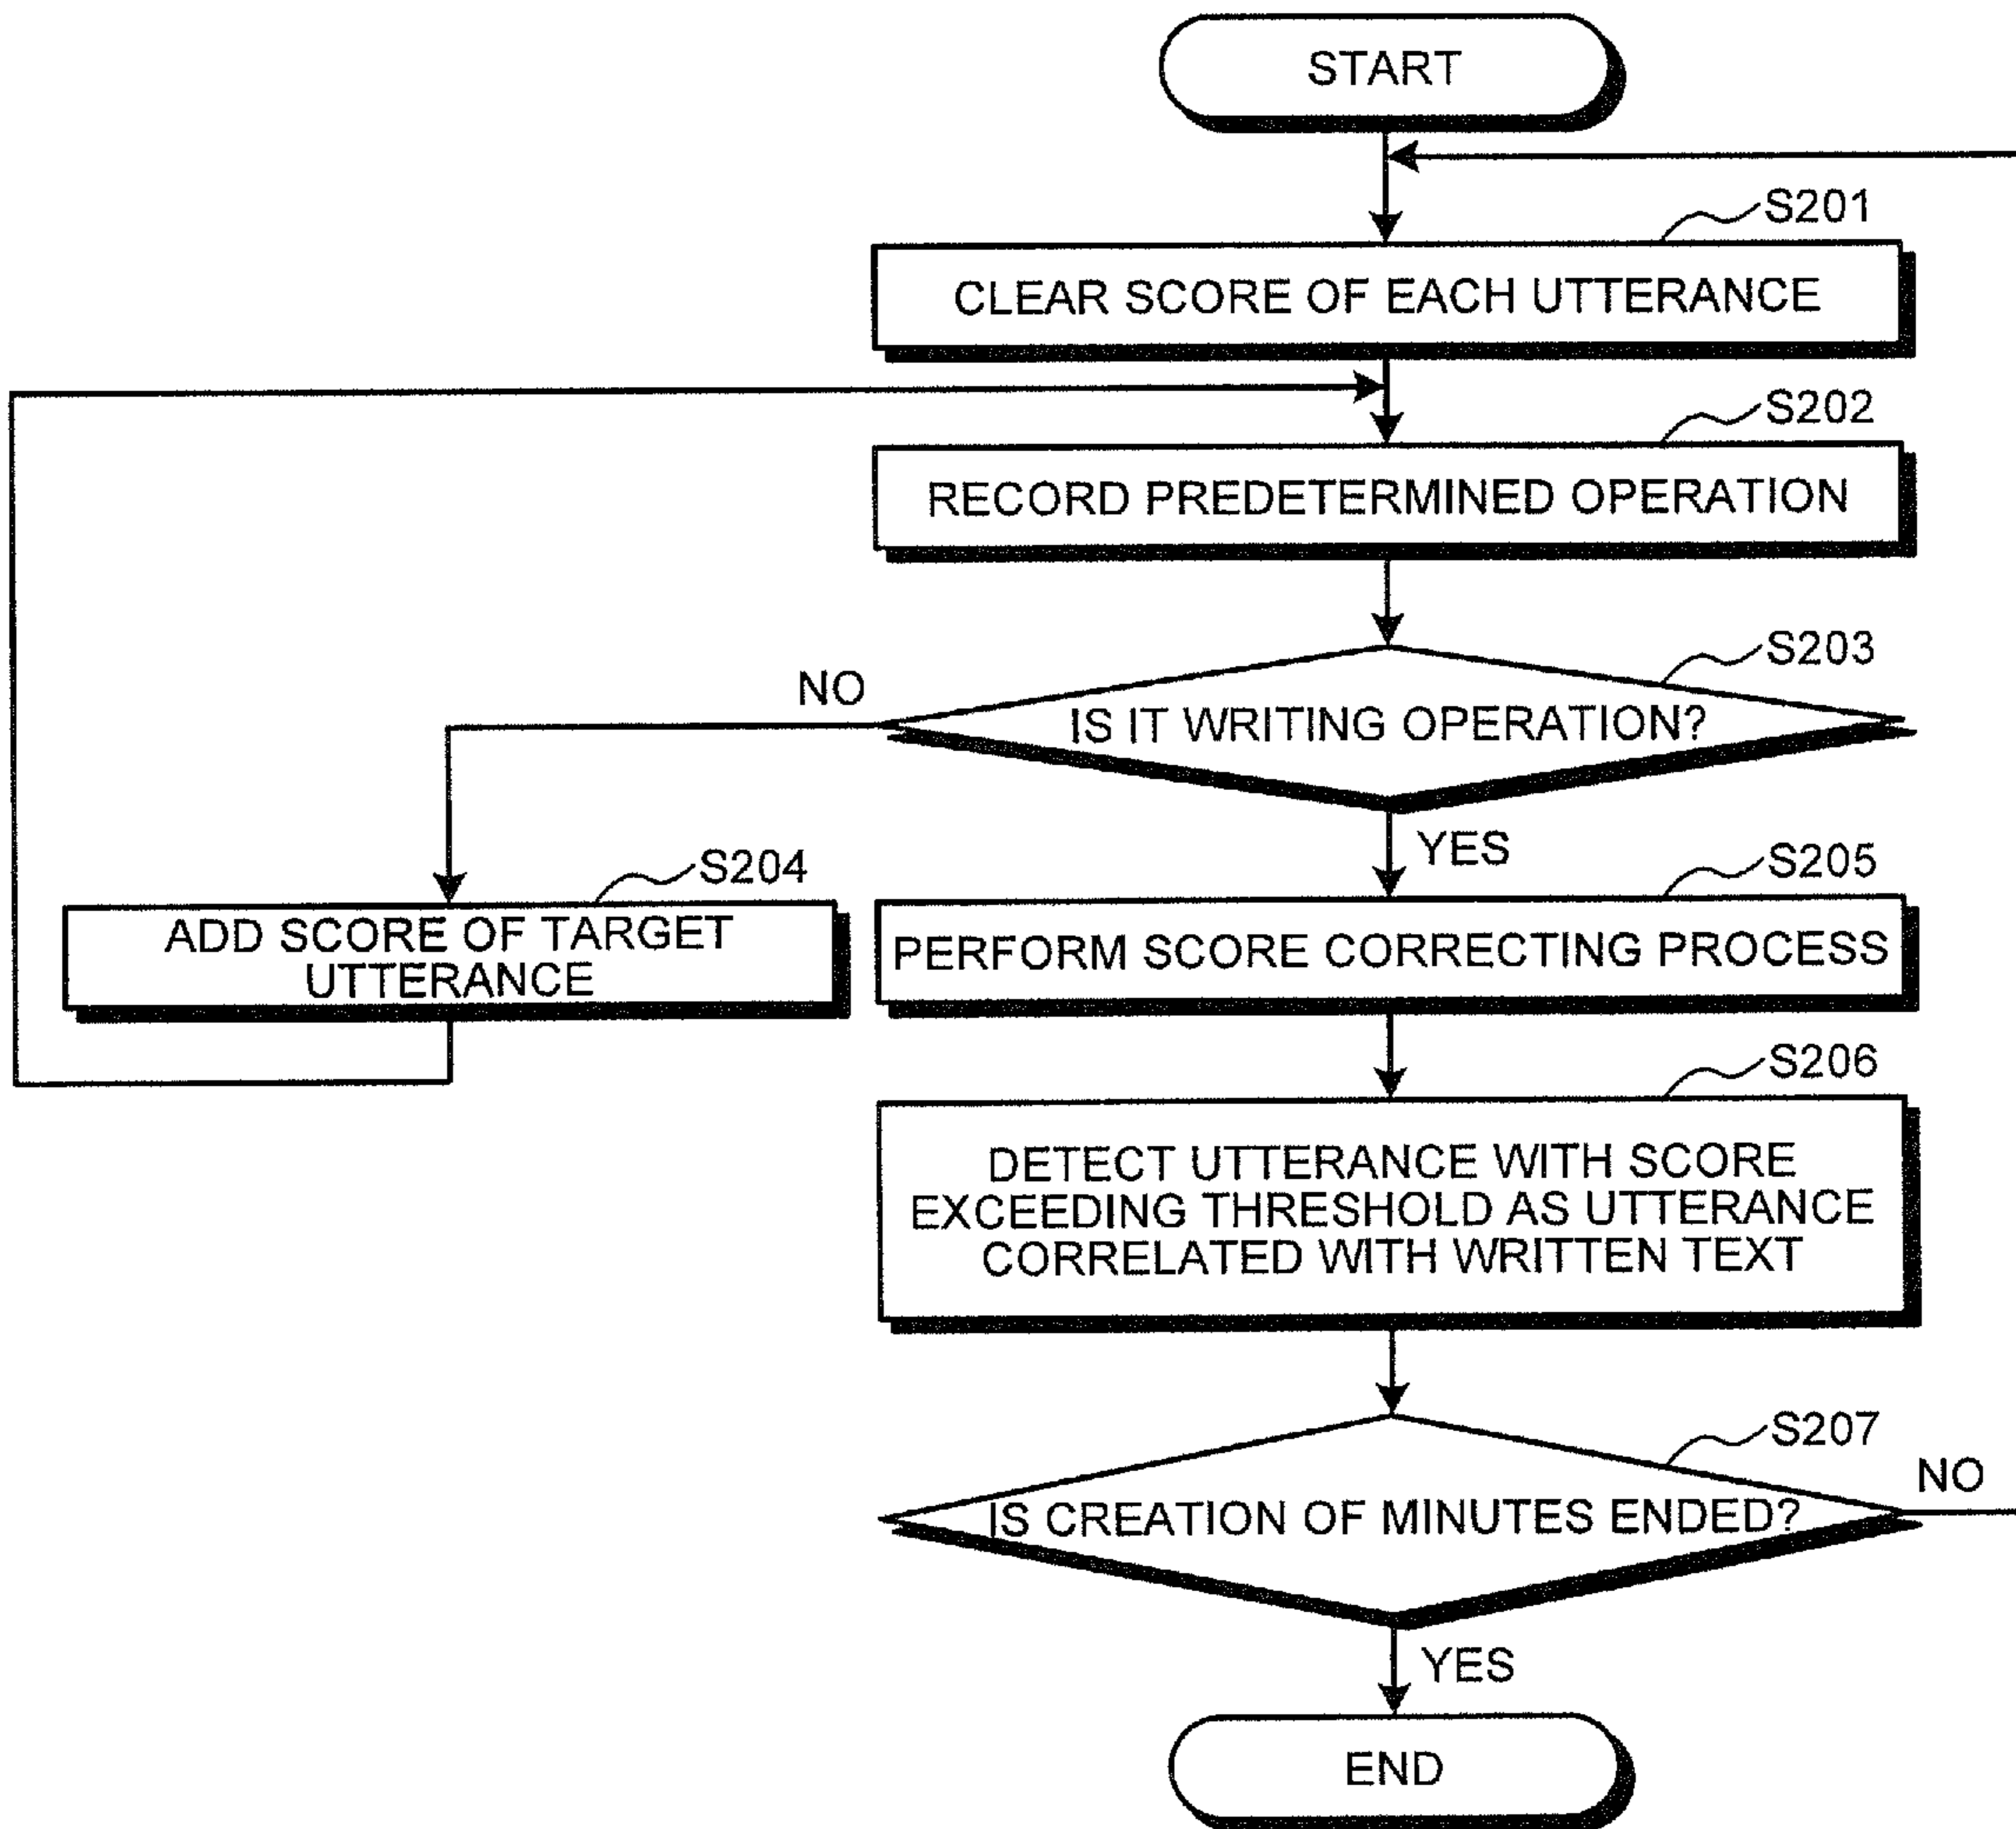 START
S201
CLEAR SCORE OF EACH UTTERANCE
S202
RECORD PREDETERMINED OPERATION
S203
NO
IS IT WRITING OPERATION?
YES
S204
ADD SCORE OF TARGET
UTTERANCE
S205
PERFORM SCORE CORRECTING PROCESS
S206
DETECT UTTERANCE WITH SCORE
EXCEEDING THRESHOLD AS UTTERANCE
CORRELATED WITH WRITTEN TEXT
S207
NO
IS CREATION OF MINUTES ENDED?
YES
END